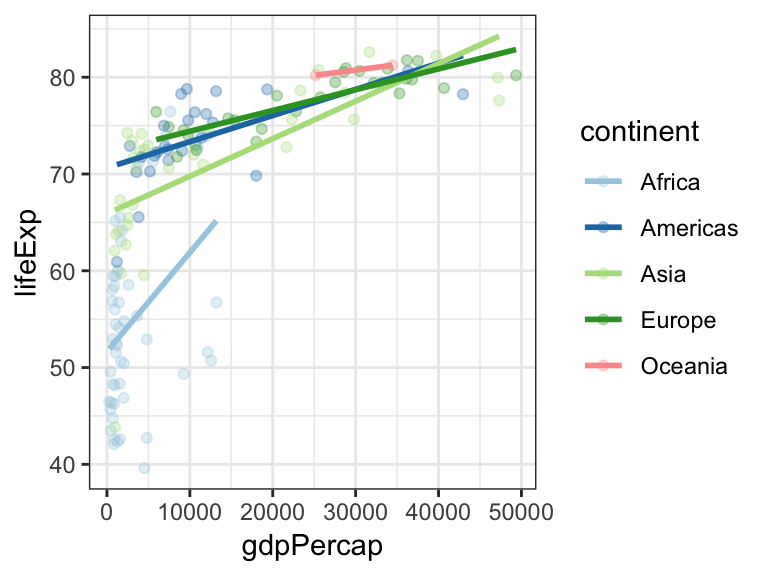 lifeExp
80
70
60
50
40
0 10000 20000 30000 40000 50000
gdpPercap
continent
Africa
Americas
Asia
Europe
Oceania